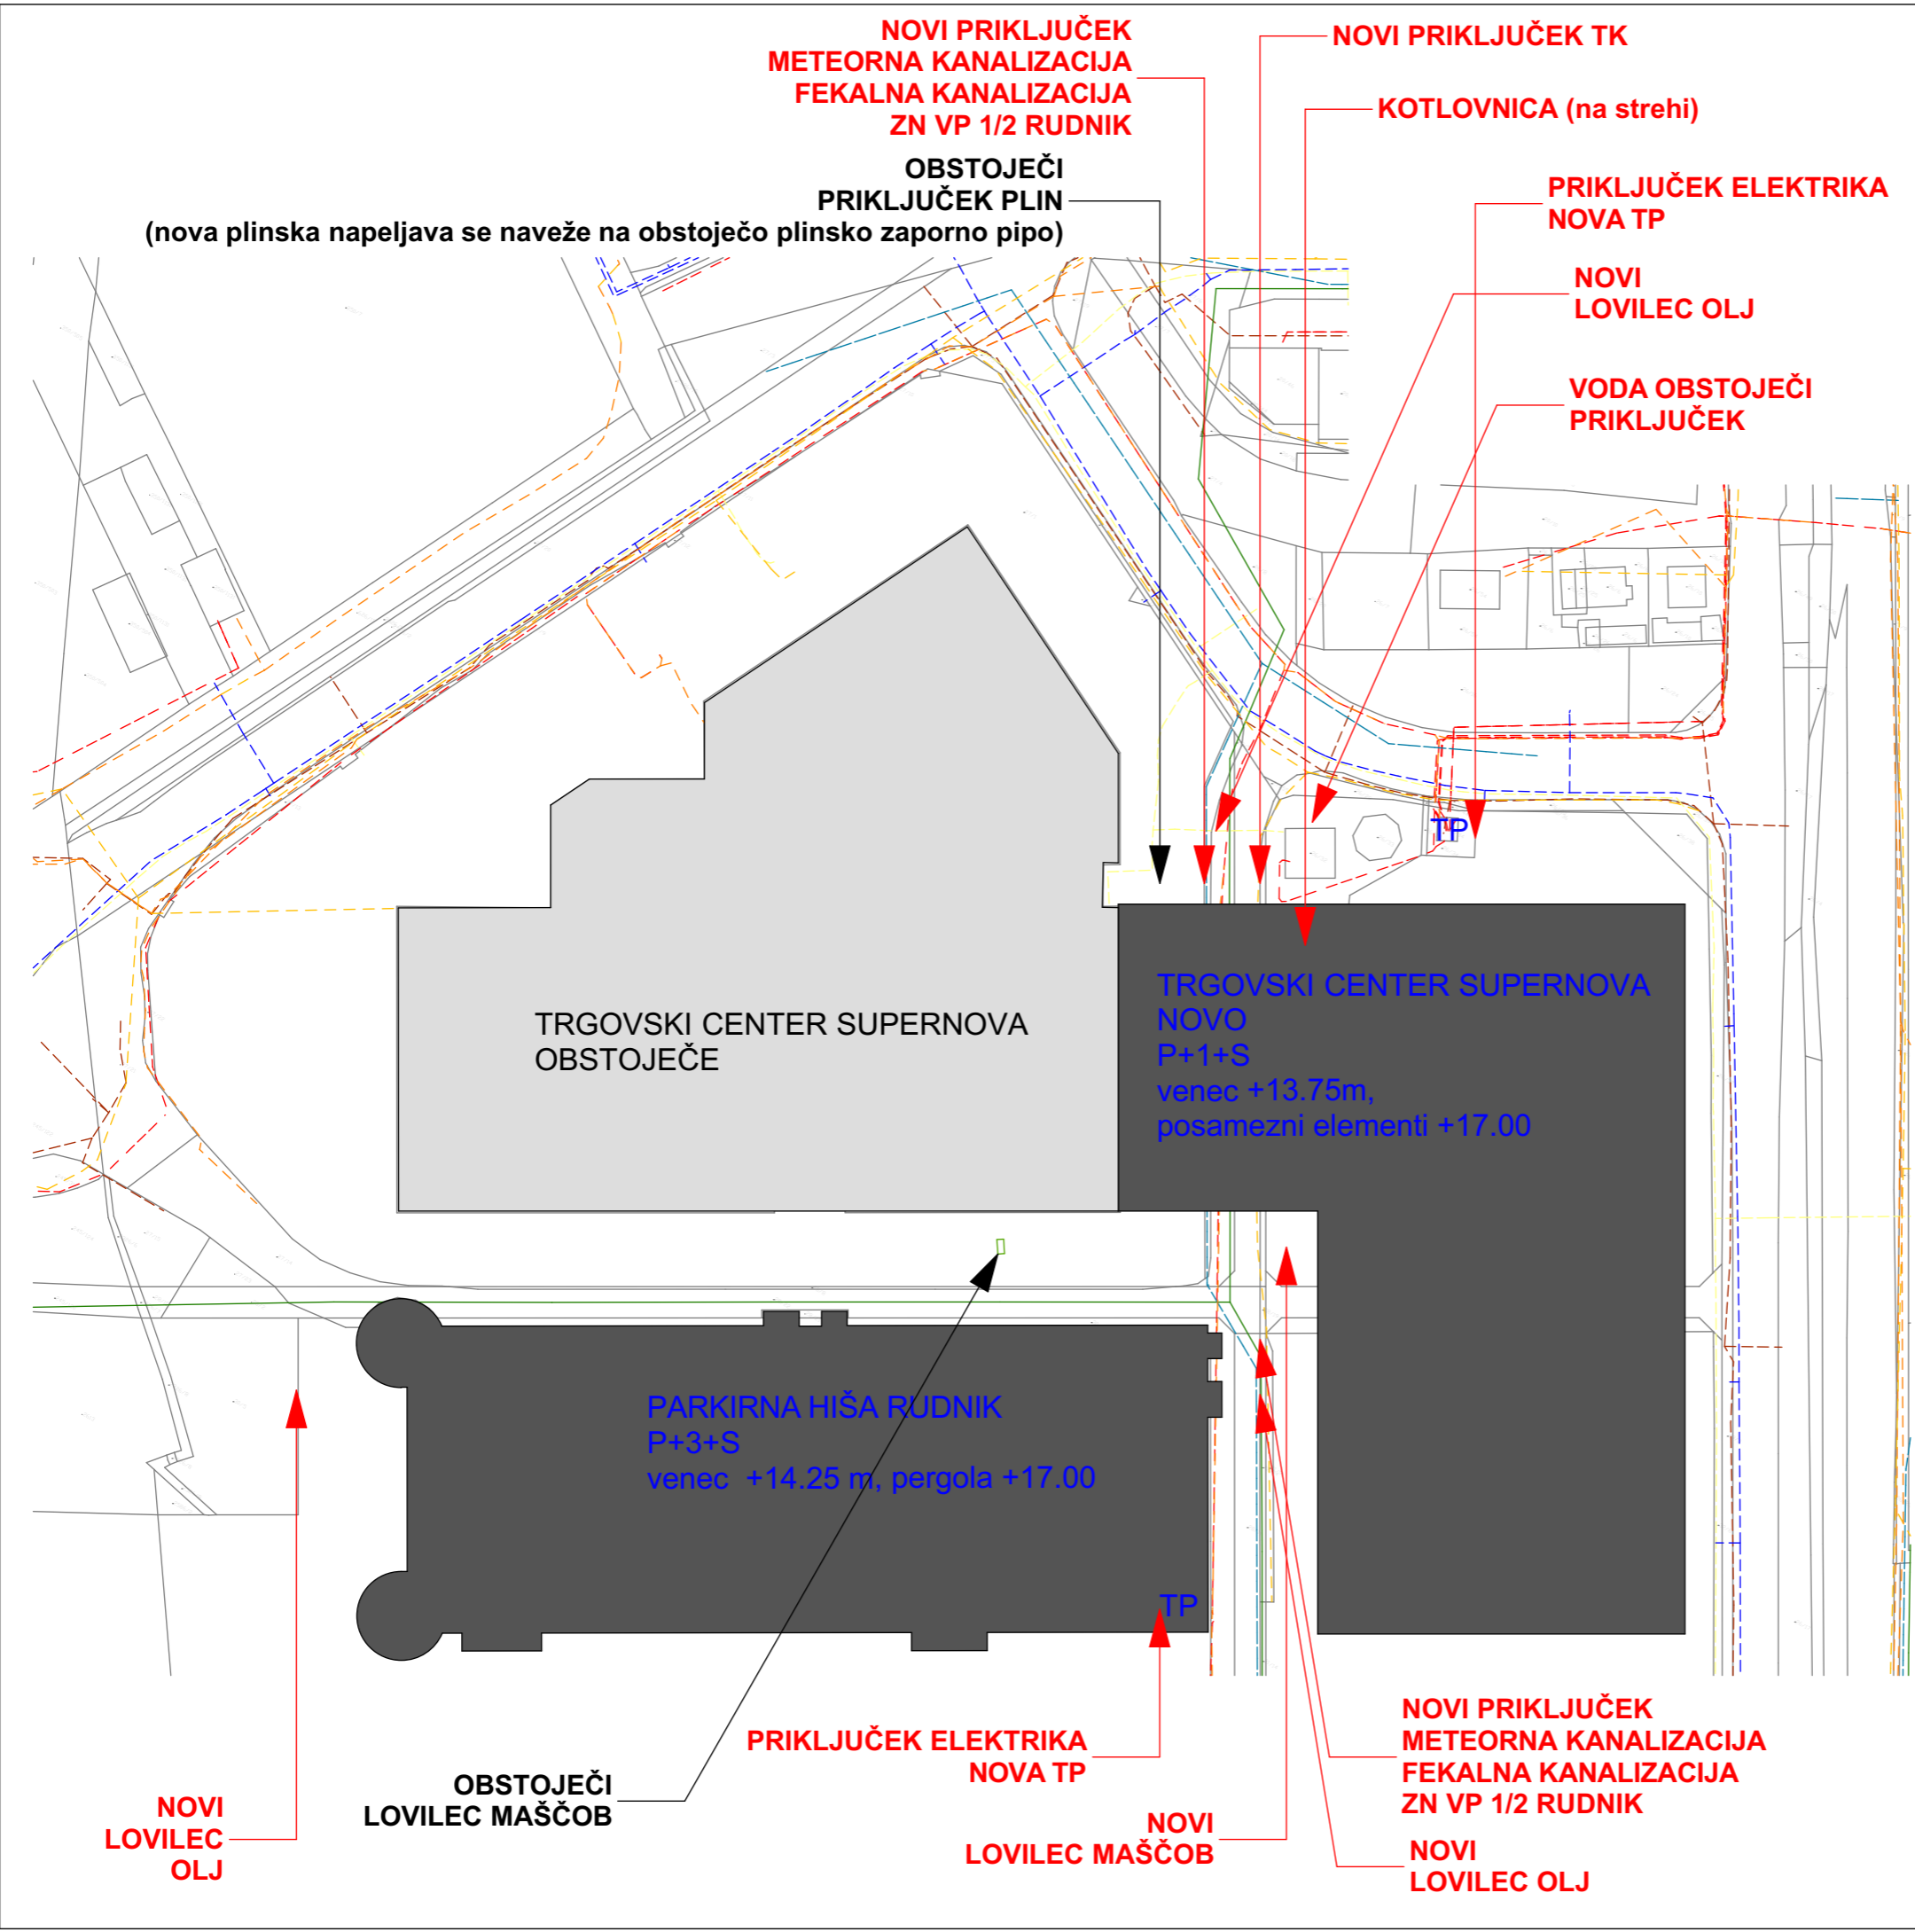 NOVI PRIKLJUČEK
METEORNA KANALIZACIJA
FEKALNA KANALIZACIJA
ZN VP 1/2 RUDNIK
NOVI PRIKLJUČEK TK
KOTLOVNICA (na strehi)
OBSTOJEČI
PRIKLJUČEK PLIN
(nova plinska napeljava se naveže na obstoječo plinsko zaporno pipo)
PRIKLJUČEK ELEKTRIKA
NOVA TP
NOVI
LOVILEC OLJ
VODA OBSTOJEČI
PRIKLJUČEK
TP
TRGOVSKI CENTER SUPERNOVA
OBSTOJEČE
TRGOVSKI CENTER SUPERNOVA
NOVO
P+1+S
venec +13.75m,
posamezni elementi +17.00
PARKIRNA HIŠA RUDNIK
P+3+S
venec +14.25 m, pergola +17.00
TP
NOVI
LOVILEC
OLJ
OBSTOJEČI
LOVILEC MAŠČOB
PRIKLJUČEK ELEKTRIKA
NOVA TP
NOVI
LOVILEC MAŠČOB
NOVI PRIKLJUČEK
METEORNA KANALIZACIJA
FEKALNA KANALIZACIJA
ZN VP 1/2 RUDNIK
NOVI
LOVILEC OLJ